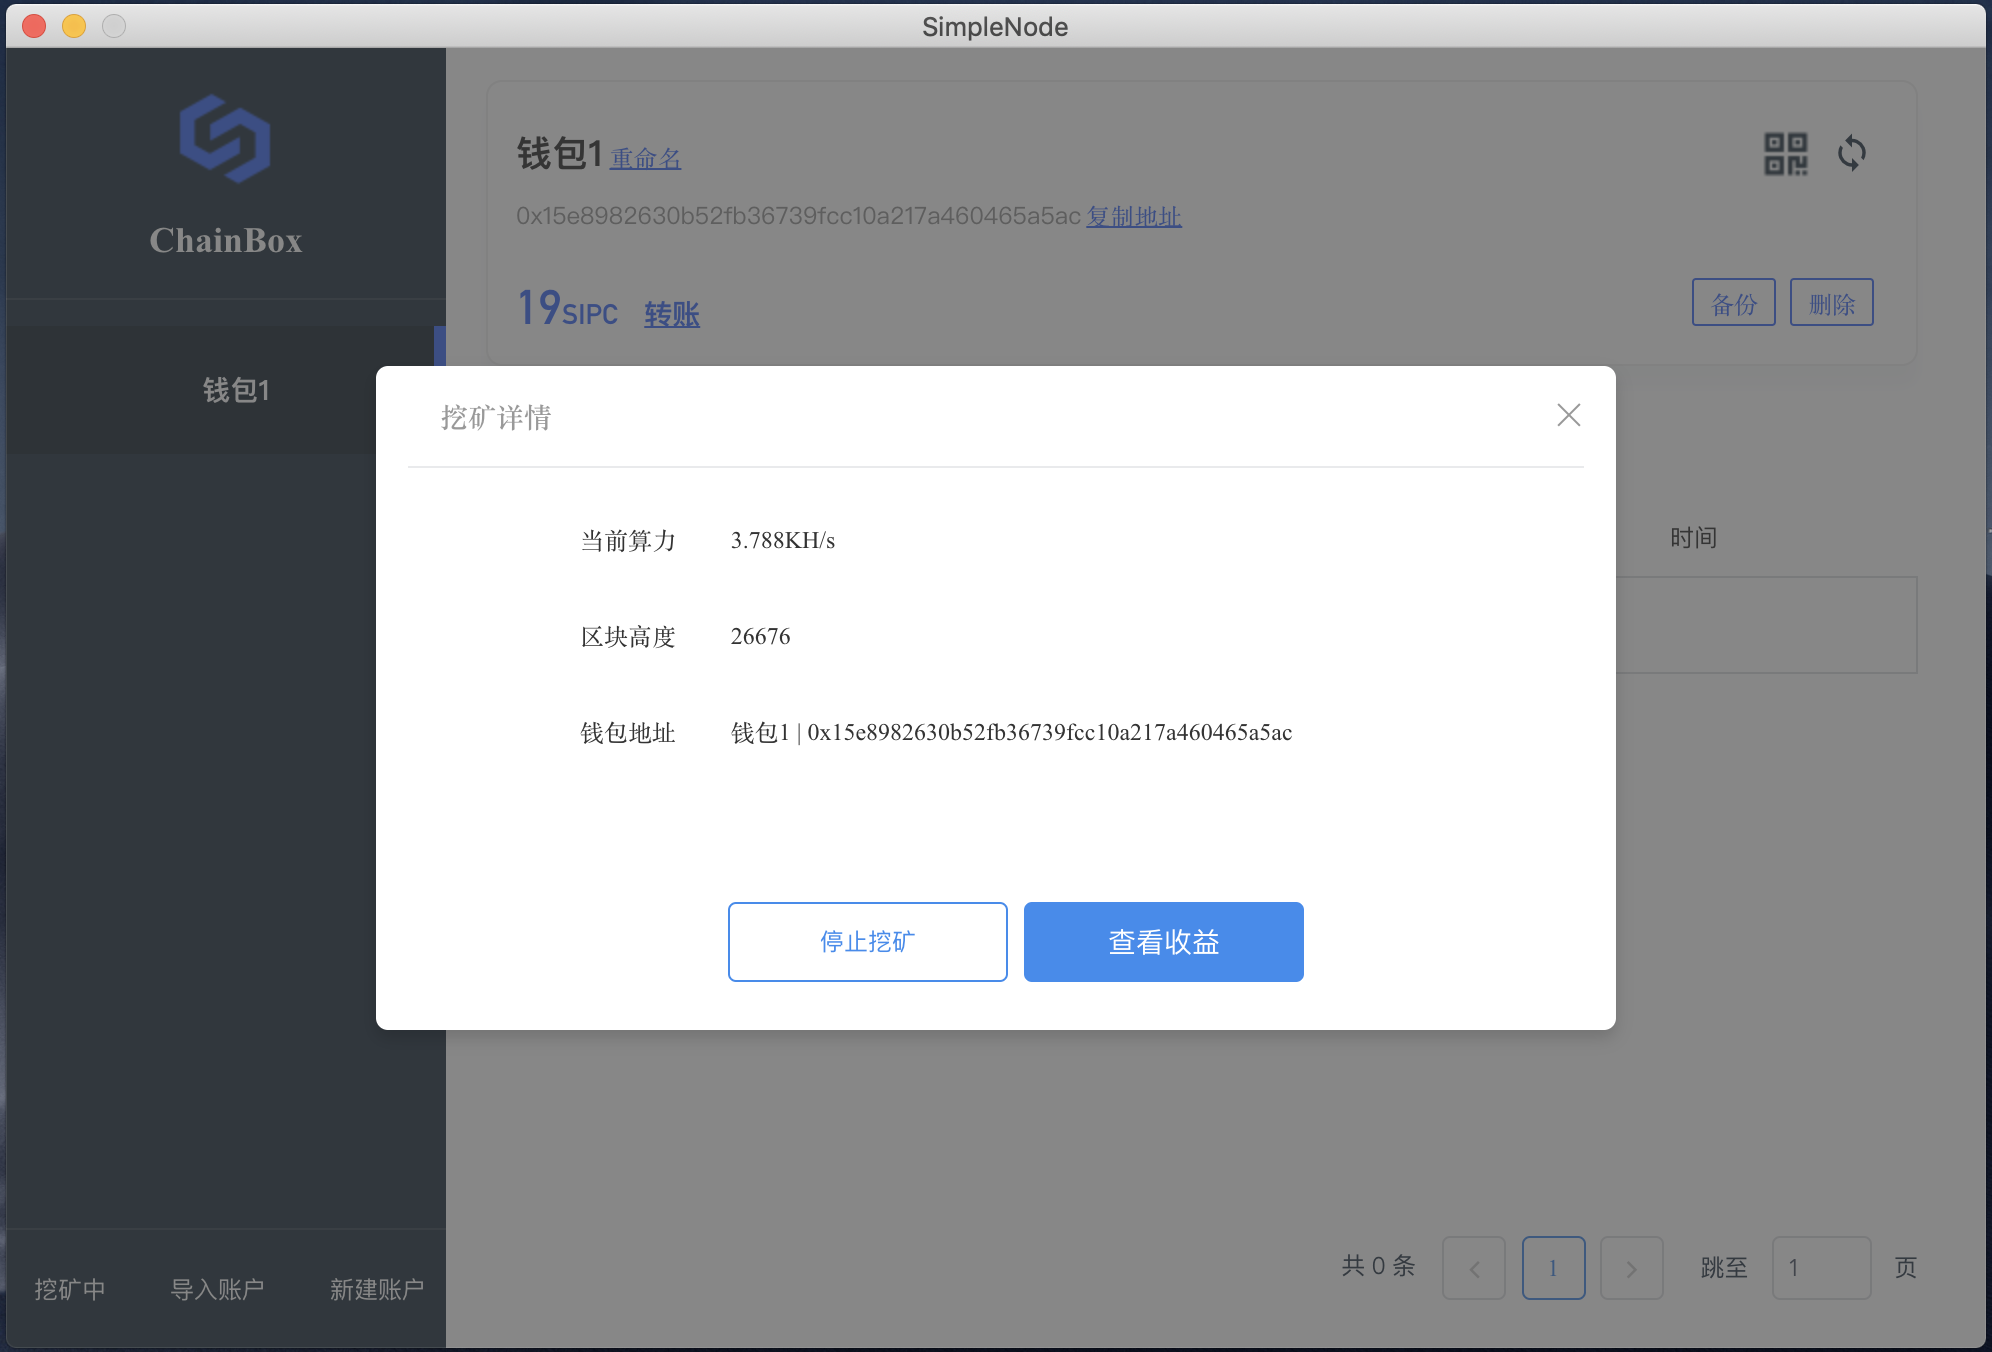 SimpleNode
ChainBox
钱包1
挖矿中 导入账户 新建账户
钱包1 重命名
0x15e8982630b52fb36739fcc10a217a460465a5ac 复制地址
19SIPC 转账
备份 删除
时间
挖矿详情
当前算力 3.788KH/s
区块高度 26676
钱包地址 钱包1 | 0x15e8982630b52fb36739fcc10a217a460465a5ac
停止挖矿 查看收益
共 0 条 1 跳至 1 页